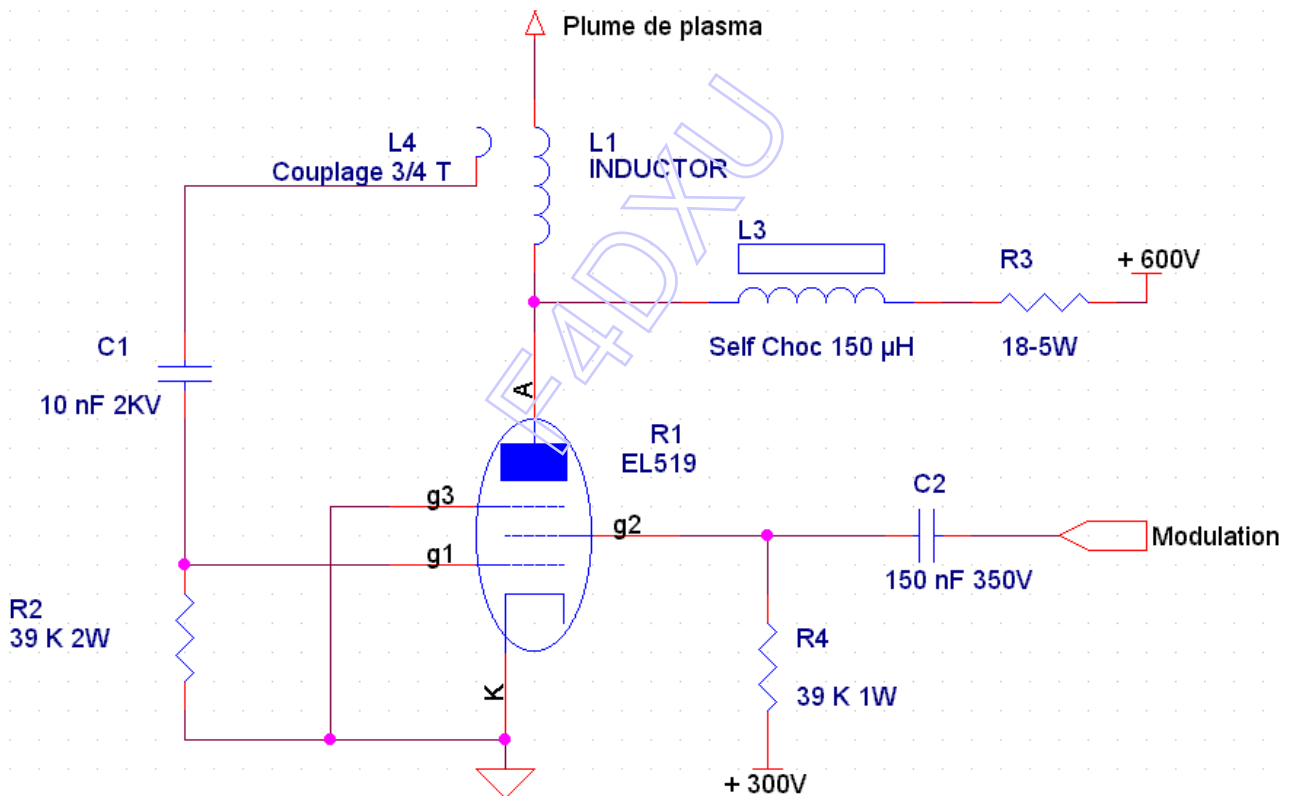 Plume de plasma
L4
Couplage 3/4 T
L1
INDUCTOR
L3
R3
+ 600V
Self Choc 150 µH
18-5W
C1
10 nF 2KV
A
R1
EL519
g3
g2
g1
C2
Modulation
150 nF 350V
R2
39 K 2W
R4
39 K 1W
K
+ 300V